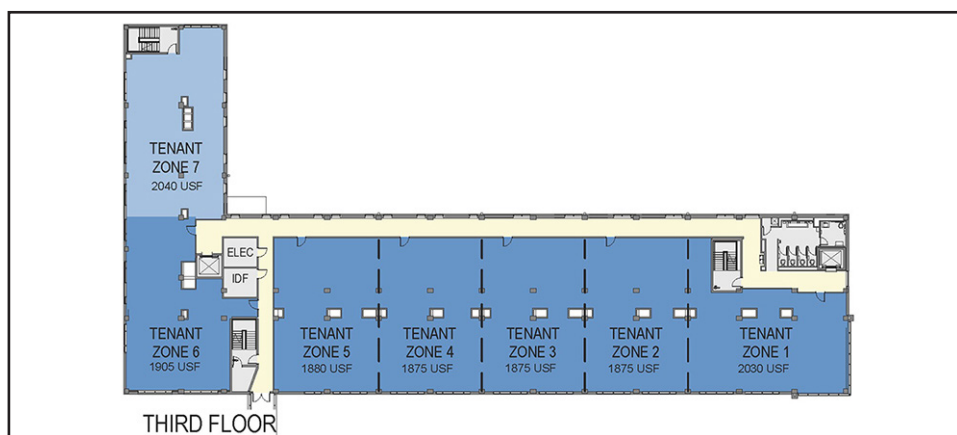 TENANT
ZONE 7
2040 USF
ELEC
IDF
TENANT
ZONE 6
1905 USF
TENANT
ZONE 5
1880 USF
TENANT
ZONE 4
1875 USF
TENANT
ZONE 3
1875 USF
TENANT
ZONE 2
1875 USF
TENANT
ZONE 1
2030 USF
THIRD FLOOR